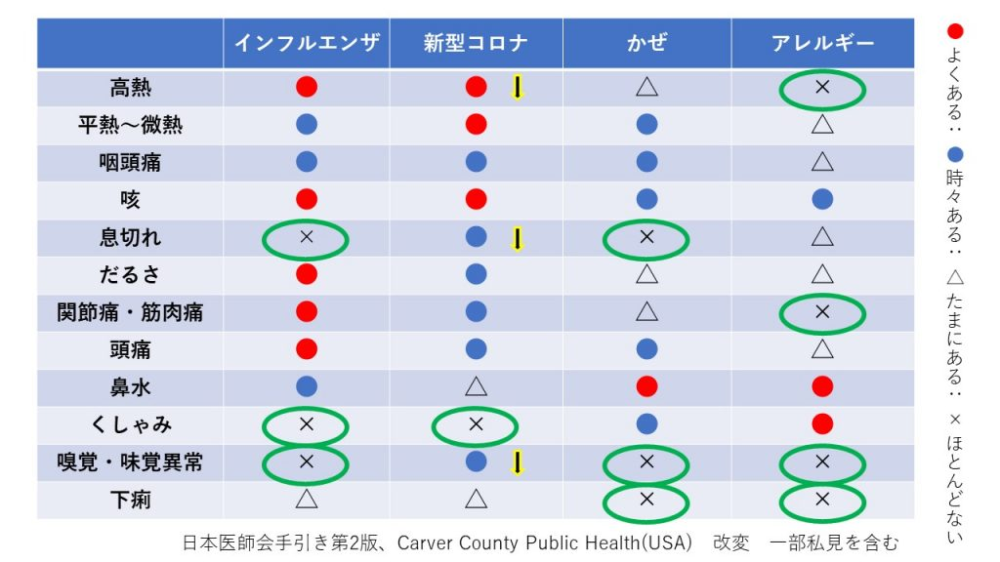 インフルエンザ 新型コロナ かぜ アレルギー
高熱 ● ● ⬇ △ ×
平熱～微熱 ● ● ● △
咽頭痛 ● ● ● △
咳 ● ● ● ●
息切れ × ● ⬇ × △
だるさ ● ● △ △
関節痛・筋肉痛 ● ● △ ×
頭痛 ● ● ● △
鼻水 ● △ ● ●
くしゃみ × × ● ●
嗅覚・味覚異常 × ● ⬇ × ×
下痢 △ △ × ×
日本医師会手引き第2版、Carver County Public Health(USA)　改変　一部私見を含む
● よくある： ● 時々ある： △ たまにある： × ほとんどない